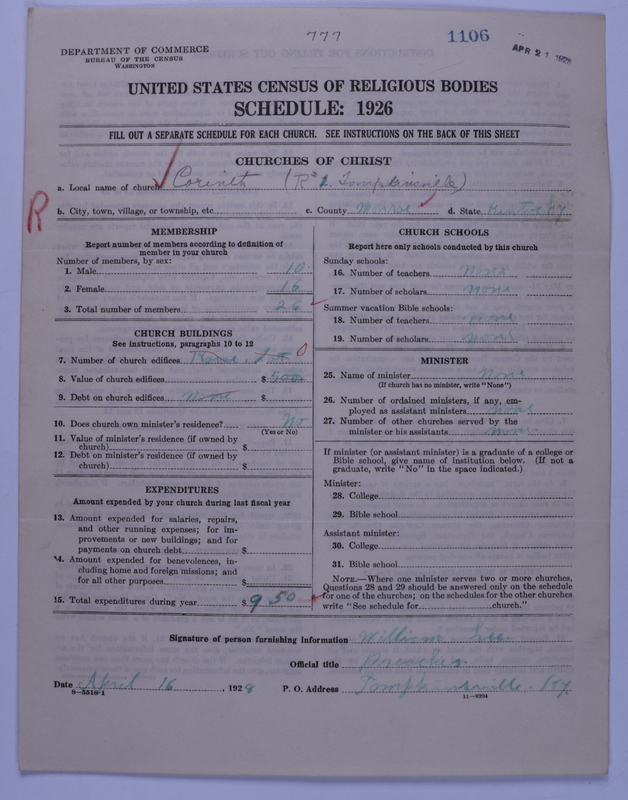 777
1106
APR 21 1928
DEPARTMENT OF COMMERCE
BUREAU OF THE CENSUS
WASHINGTON
UNITED STATES CENSUS OF RELIGIOUS BODIES
SCHEDULE: 1926
FILL OUT A SEPARATE SCHEDULE FOR EACH CHURCH. SEE INSTRUCTIONS ON THE BACK OF THIS SHEET
CHURCHES OF CHRIST
a. Local name of church Corinth (R# 1. Tompkinsville)
R
b. City, town, village, or township, etc. c. County Monroe d. State Ky.
MEMBERSHIP
Report number of members according to definition of
member in your church
Number of members, by sex:
1. Male 10
2. Female 16
3. Total number of members 26
CHURCH BUILDINGS
See instructions, paragraphs 10 to 12
7. Number of church edifices 0
8. Value of church edifices $ 500
9. Debt on church edifices None $
10. Does church own minister's residence? No
(Yes or No)
11. Value of minister's residence (if owned by
church) $
12. Debt on minister's residence (if owned by
church) $
EXPENDITURES
Amount expended by your church during last fiscal year
13. Amount expended for salaries, repairs,
and other running expenses; for im-
provements or new buildings; and for
payments on church debt $
14. Amount expended for benevolences, in-
cluding home and foreign missions; and
for all other purposes $
15. Total expenditures during year $ 9 50
CHURCH SCHOOLS
Report here only schools conducted by this church
Sunday schools:
16. Number of teachers None
17. Number of scholars None
Summer vacation Bible schools:
18. Number of teachers None
19. Number of scholars None
MINISTER
25. Name of minister None
(If church has no minister, write "None")
26. Number of ordained ministers, if any, em-
ployed as assistant ministers None
27. Number of other churches served by the
minister or his assistants None
If minister (or assistant minister) is a graduate of a college or
Bible school, give name of institution below. (If not a
graduate, write "No" in the space indicated.)
Minister:
28. College
29. Bible school
Assistant minister:
30. College
31. Bible school
NOTE.—Where one minister serves two or more churches,
Questions 28 and 29 should be answered only on the schedule
for one of the churches; on the schedules for the other churches
write "See schedule for church."
Signature of person furnishing information William Lee
Official title Preacher
Date April 16, 1928 P. O. Address Tompkinsville Ky.
8-5518-1
11-9204